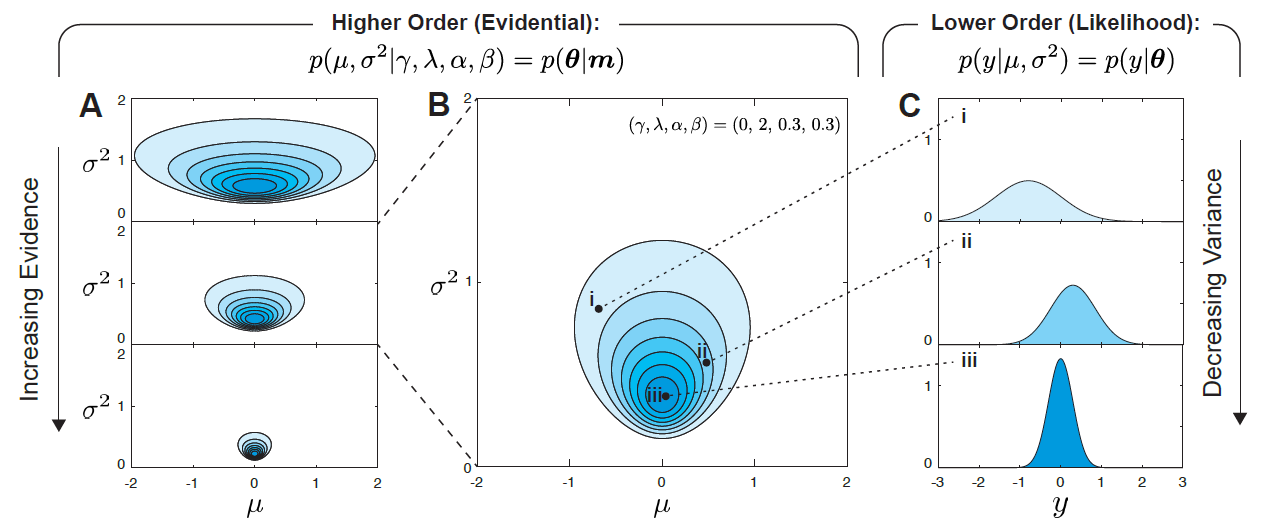 Higher Order (Evidential):
p(μ, σ²|γ, λ, α, β) = p(θ|m)
Lower Order (Likelihood):
p(y|μ, σ²) = p(y|θ)
Increasing Evidence
A
2
σ² 1
0
2
σ² 1
0
2
σ² 1
0
-2 -1 0 1 2
μ
B
2
(γ, λ, α, β) = (0, 2, 0.3, 0.3)
σ² 1
0
i
ii
iii
-2 -1 0 1 2
μ
C
i
1
0
ii
1
0
iii
1
0
-3 -2 -1 0 1 2 3
y
Decreasing Variance